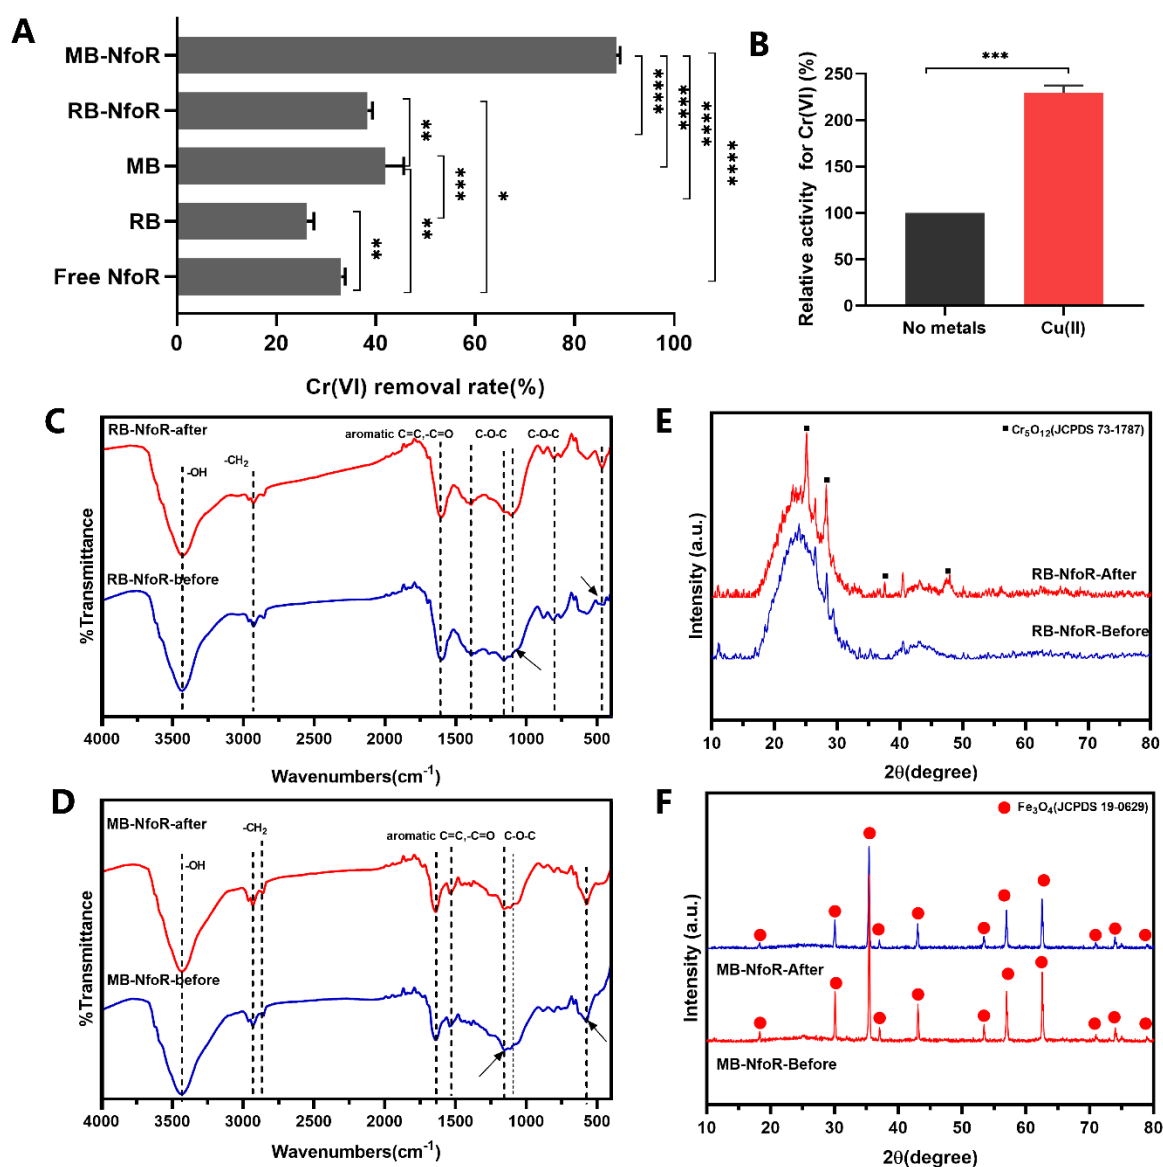 A
MB-NfoR
RB-NfoR
MB
RB
Free NfoR
****
****
****
****
**
***
*
**
**
0 20 40 60 80 100
Cr(VI) removal rate(%)
B
***
Relative activity for Cr(VI) (%)
250
200
150
100
50
0
No metals Cu(II)
C
RB-NfoR-after
-OH
-CH2
aromatic C=C,-C=O C-O-C C-O-C
RB-NfoR-before
%Transmittance
4000 3500 3000 2500 2000 1500 1000 500
Wavenumbers(cm-1)
D
MB-NfoR-after
-OH
-CH2
aromatic C=C,-C=O C-O-C
MB-NfoR-before
%Transmittance
4000 3500 3000 2500 2000 1500 1000 500
Wavenumbers(cm-1)
E
Cr5O12(JCPDS 73-1787)
RB-NfoR-After
RB-NfoR-Before
Intensity (a.u.)
10 20 30 40 50 60 70 80
2θ(degree)
F
Fe3O4(JCPDS 19-0629)
MB-NfoR-After
MB-NfoR-Before
Intensity (a.u.)
10 20 30 40 50 60 70 80
2θ(degree)